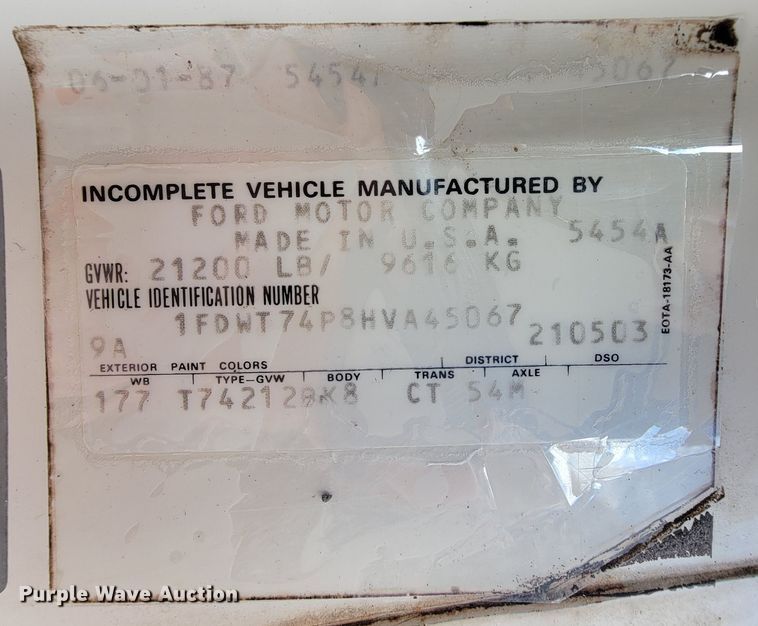 06-01-87 5454 45067
INCOMPLETE VEHICLE MANUFACTURED BY
FORD MOTOR COMPANY
MADE IN U.S.A. 5454A
GVWR: 21200 LB/ 9616 KG
VEHICLE IDENTIFICATION NUMBER
1FDWT74P8HVA45067
9A 210503
EXTERIOR PAINT COLORS DISTRICT DSO
WB TYPE-GVW BODY TRANS AXLE
177 T74212BK8 CT 54M
EOTA-18173-AA
Purple Wave Auction